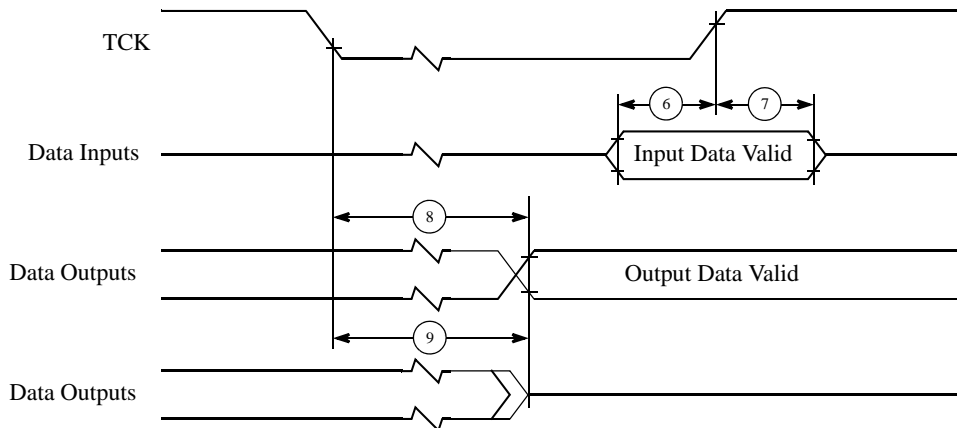 TCK
6
7
Data Inputs
Input Data Valid
8
Data Outputs
Output Data Valid
9
Data Outputs